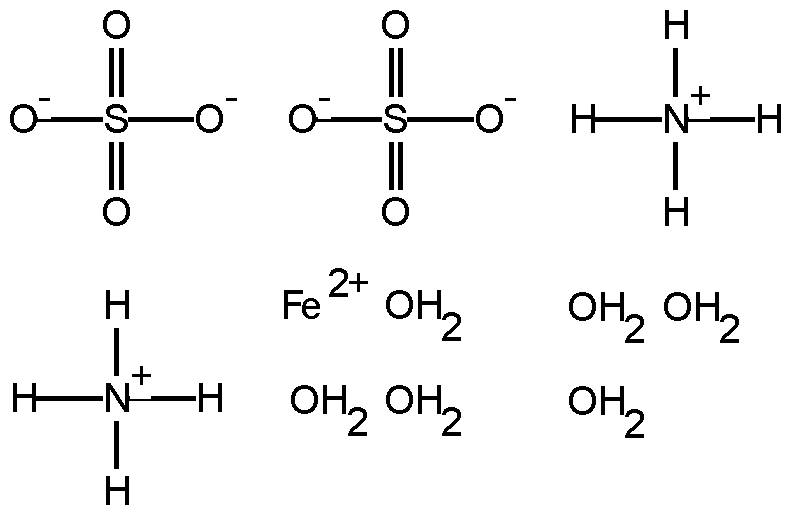 O O H
O⁻ S O⁻ O⁻ S O⁻ H N⁺ H
O O H
H Fe²⁺ OH₂ OH₂ OH₂
H N⁺ H OH₂ OH₂ OH₂
H